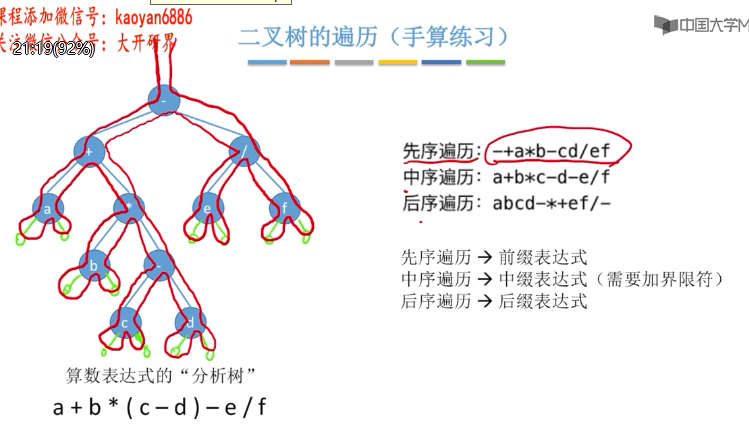 课程添加微信号：kaoyan6886
关注微信公众号：大开研界
21:19(92%)
二叉树的遍历（手算练习）
中国大学M
-
+
/
a
*
e
f
b
-
c
d
先序遍历：-+a*b-cd/ef
中序遍历：a+b*c-d-e/f
后序遍历：abcd-*+ef/-
先序遍历 → 前缀表达式
中序遍历 → 中缀表达式（需要加界限符）
后序遍历 → 后缀表达式
算数表达式的“分析树”
a + b * ( c – d ) – e / f